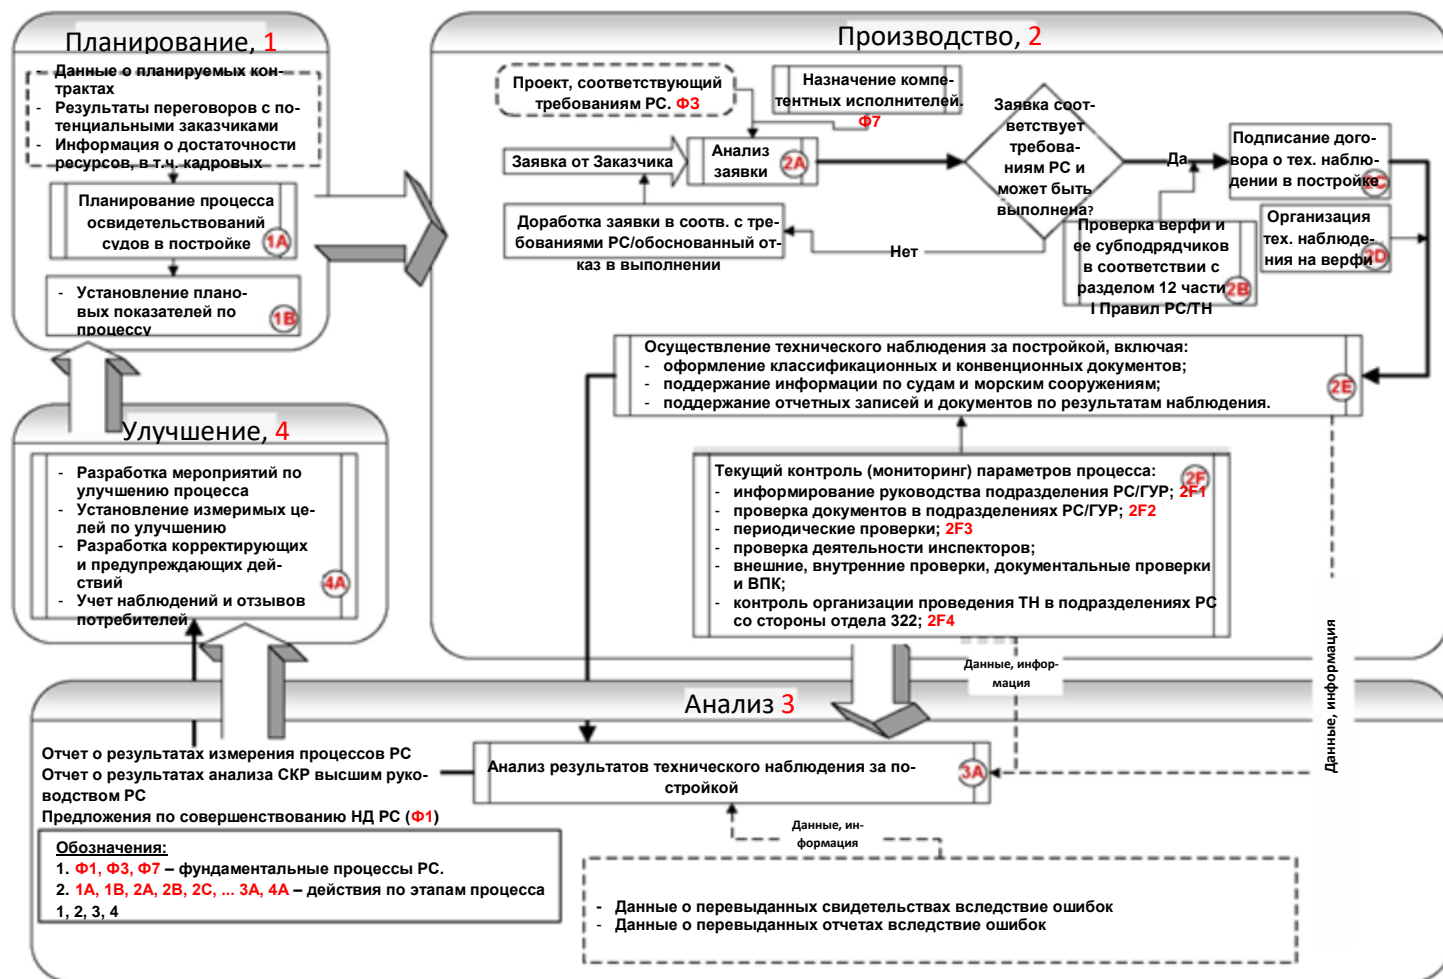 Планирование, 1
- Данные о планируемых кон-
трактах
- Результаты переговоров с по-
тенциальными заказчиками
- Информация о достаточности
ресурсов, в т.ч. кадровых
Планирование процесса
освидетельствований
судов в постройке
1A
- Установление плано-
вых показателей по
процессу
1B
Производство, 2
Проект, соответствующий
требованиям РС. Ф3
Назначение компе-
тентных исполнителей.
Ф7
Заявка от Заказчика
Анализ
заявки
2A
Заявка соот-
ветствует
требова-
ниям РС и
может быть
выполнена?
Да
Нет
Подписание дого-
вора о тех. наблю-
дении в постройке
2C
Доработка заявки в соотв. с тре-
бованиями РС/обоснованный от-
каз в выполнении
Проверка верфи и
ее субподрядчиков
в соответствии с
разделом 12 части
I Правил РС/ТН
2B
Организация
тех. наблюде-
ния на верфи
2D
Осуществление технического наблюдения за постройкой, включая:
- оформление классификационных и конвенционных документов;
- поддержание информации по судам и морским сооружениям;
- поддержание отчетных записей и документов по результатам наблюдения.
2E
Текущий контроль (мониторинг) параметров процесса:
2F
- информирование руководства подразделения РС/ГУР; 2F1
- проверка документов в подразделениях РС/ГУР; 2F2
- периодические проверки; 2F3
- проверка деятельности инспекторов;
- внешние, внутренние проверки, документальные проверки
и ВПК;
- контроль организации проведения ТН в подразделениях РС
со стороны отдела 322; 2F4
Данные, инфор-
мация
Данные, информация
Улучшение, 4
- Разработка мероприятий по
улучшению процесса
- Установление измеримых це-
лей по улучшению
- Разработка корректирующих
и предупреждающих дей-
ствий
- Учет наблюдений и отзывов
потребителей
4A
Анализ 3
Отчет о результатах измерения процессов РС
Отчет о результатах анализа СКР высшим руко-
водством РС
Предложения по совершенствованию НД РС (Ф1)
Анализ результатов технического наблюдения за по-
стройкой
3A
Данные, ин-
формация
- Данные о перевыданных свидетельствах вследствие ошибок
- Данные о перевыданных отчетах вследствие ошибок
Обозначения:
1. Ф1, Ф3, Ф7 – фундаментальные процессы РС.
2. 1A, 1B, 2A, 2B, 2C, ... 3A, 4A – действия по этапам процесса
1, 2, 3, 4